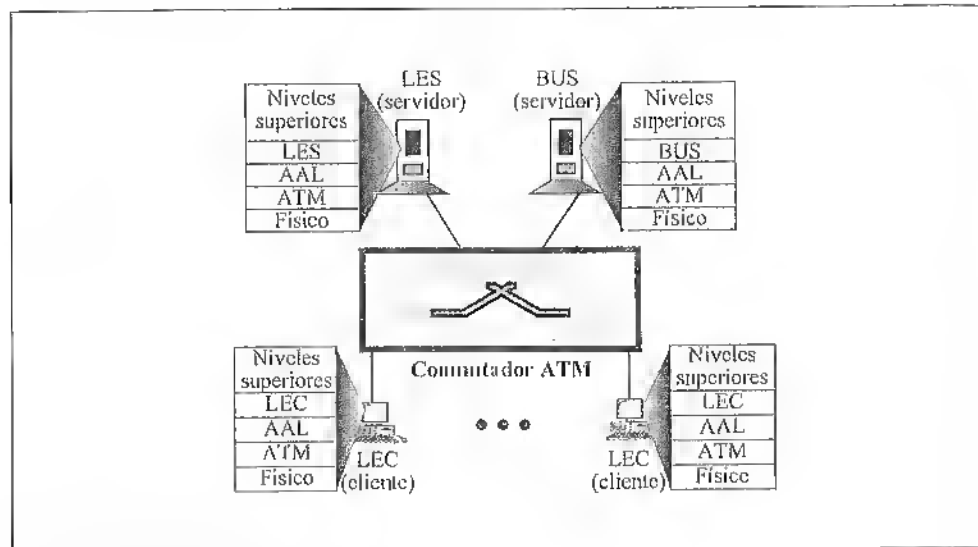 LES
(servidor)
BUS
(servidor)
Niveles
superiores
LES
AAL
ATM
Físico
Niveles
superiores
BUS
AAL
ATM
Físico
Conmutador ATM
Niveles
superiores
LEC
AAL
ATM
Físico
LEC
(cliente)
LEC
(cliente)
Niveles
superiores
LEC
AAL
ATM
Físico